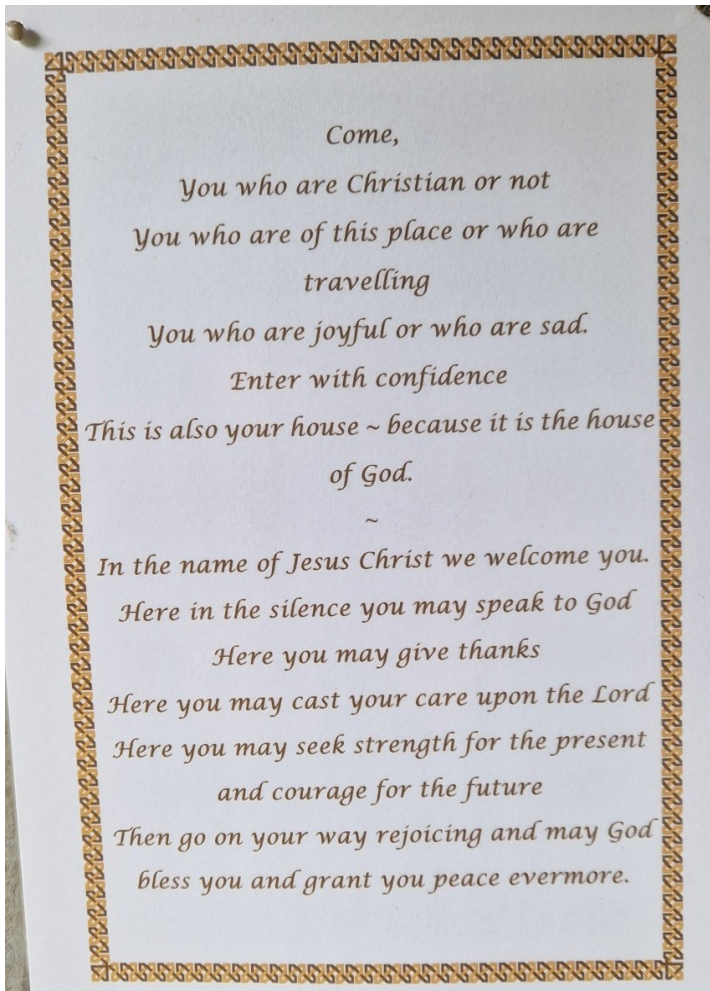 Come,
You who are Christian or not
You who are of this place or who are
travelling
You who are joyful or who are sad.
Enter with confidence
This is also your house ~ because it is the house
of God.
~
In the name of Jesus Christ we welcome you.
Here in the silence you may speak to God
Here you may give thanks
Here you may cast your care upon the Lord
Here you may seek strength for the present
and courage for the future
Then go on your way rejoicing and may God
bless you and grant you peace evermore.